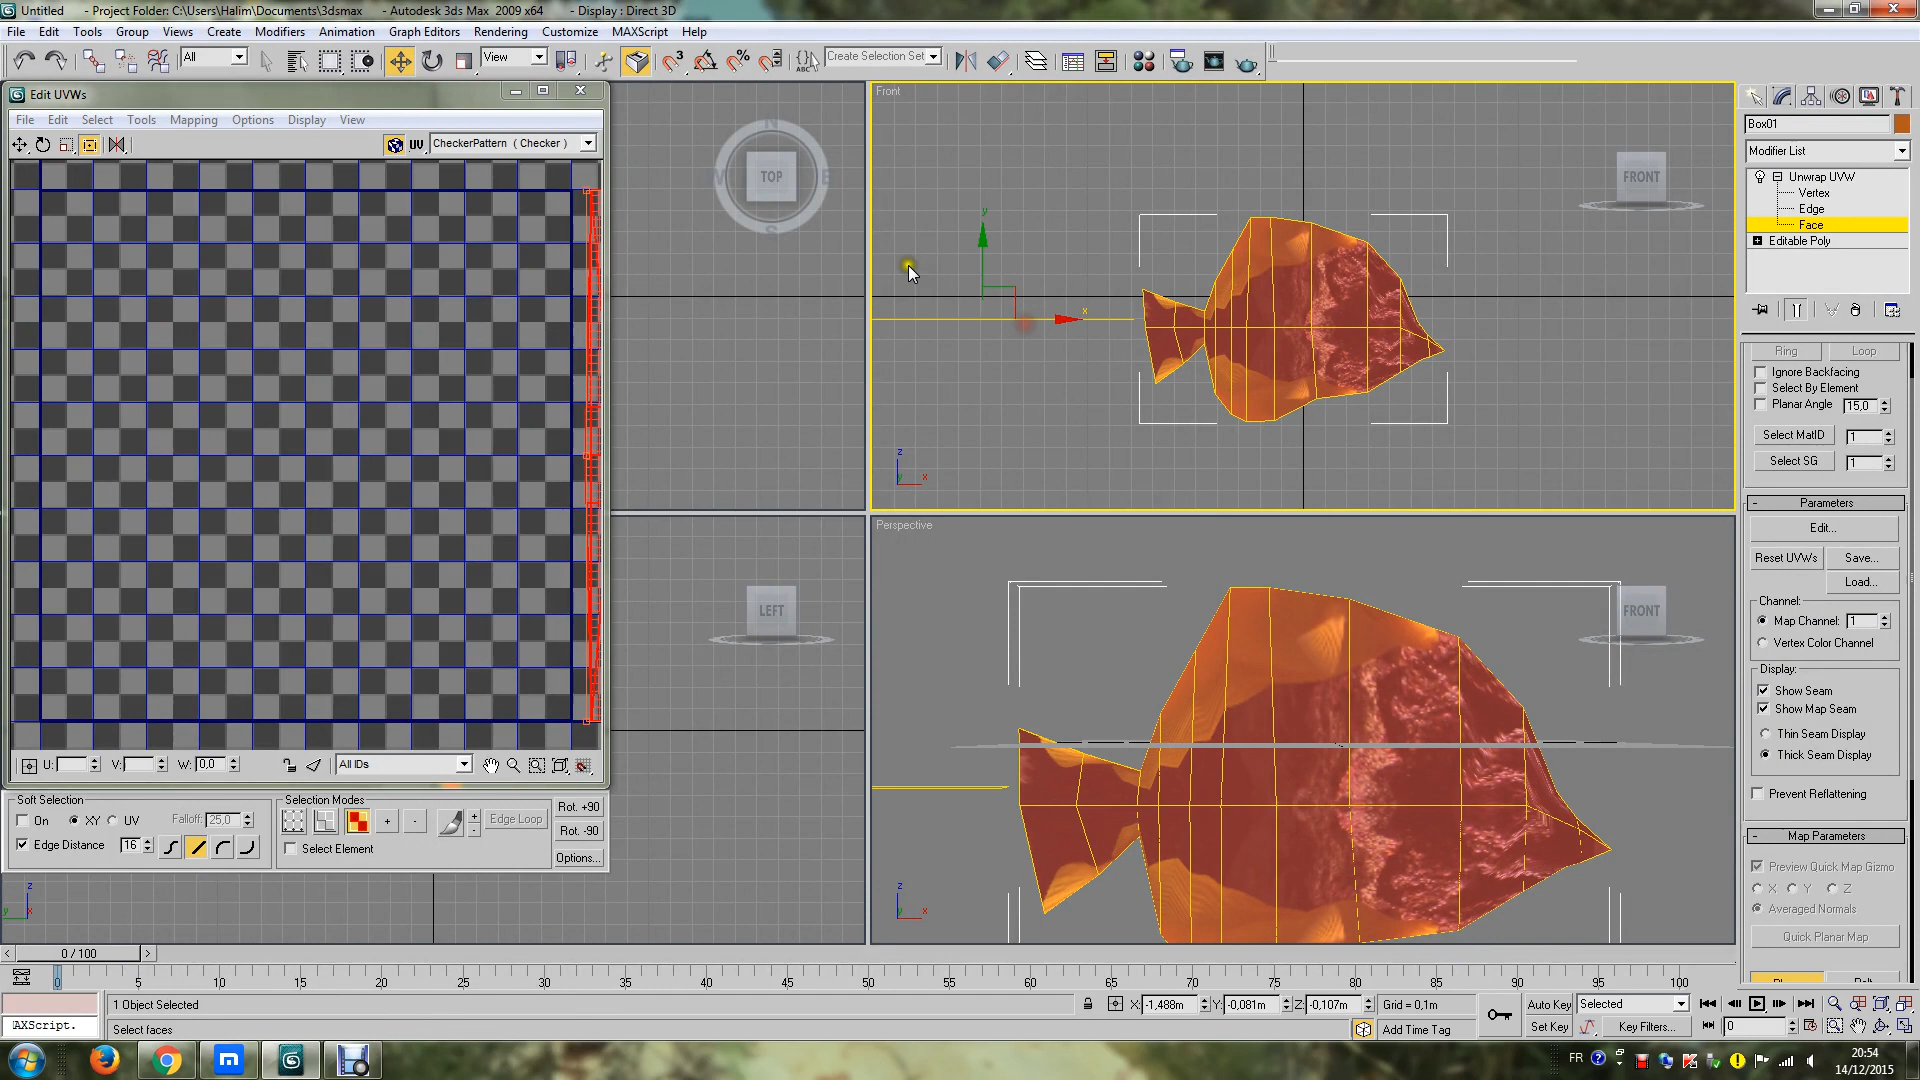 Untitled - Project Folder: C:\Users\Halim\Documents\3dsmax - Autodesk 3ds Max 2009 x64 - Display : Direct 3D
File Edit Tools Group Views Create Modifiers Animation Graph Editors Rendering Customize MAXScript Help
All View Create Selection Set
Edit UVWs
File Edit Select Tools Mapping Options Display View
UV CheckerPattern ( Checker )
TOP
Front
FRONT
Box01
Modifier List
Unwrap UVW
Vertex
Edge
Face
Editable Poly
Ring Loop
Ignore Backfacing
Select By Element
Planar Angle 15,0
Select MatID 1
Select SG 1
Parameters
Edit...
Reset UVWs Save...
Load...
Channel:
Map Channel: 1
Vertex Color Channel
Display:
Show Seam
Show Map Seam
Thin Seam Display
Thick Seam Display
Prevent Reflattening
Map Parameters
Preview Quick Map Gizmo
X Y Z
Averaged Normals
Quick Planar Map
LEFT
Perspective
FRONT
U: V: W: 0,0 All IDs
Soft Selection
On XY UV Falloff: 25,0
Edge Distance 16
Selection Modes
+ - + - Edge Loop
Select Element
Rot. +90
Rot. -90
Options...
0 / 100
0 5 10 15 20 25 30 35 40 45 50 55 60 65 70 75 80 85 90 95 100
1 Object Selected X: -1,488m Y: -0,081m Z: -0,107m Grid = 0,1m Auto Key Selected
AXScript. Select faces Add Time Tag Set Key Key Filters... 0
FR 20:54
14/12/2015